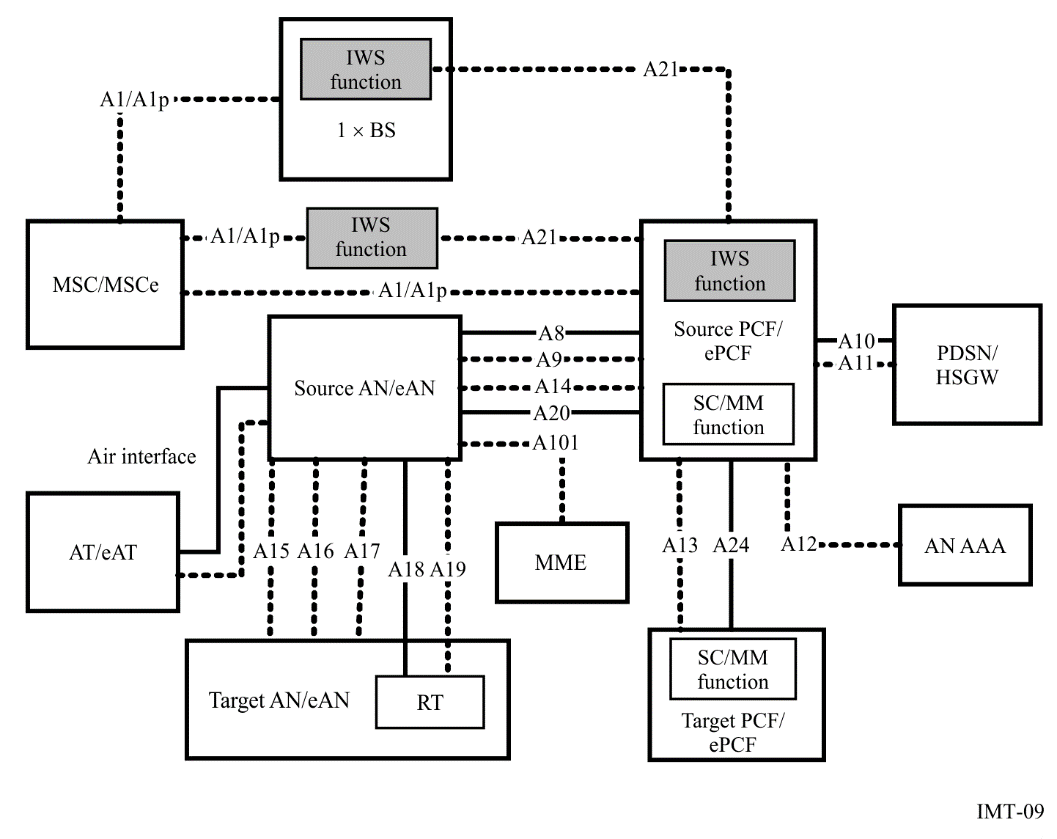 IWS
function
A21
A1/A1p
1 × BS
IWS
function
A1/A1p
A21
IWS
function
MSC/MSCe
A1/A1p
Source PCF/
ePCF
A8
A10
PDSN/
HSGW
A9
A11
Source AN/eAN
A14
A20
SC/MM
function
A101
Air interface
AT/eAT
A15
A16
A17
A18
A19
MME
A13
A24
A12
AN AAA
Target AN/eAN
RT
SC/MM
function
Target PCF/
ePCF
IMT-09